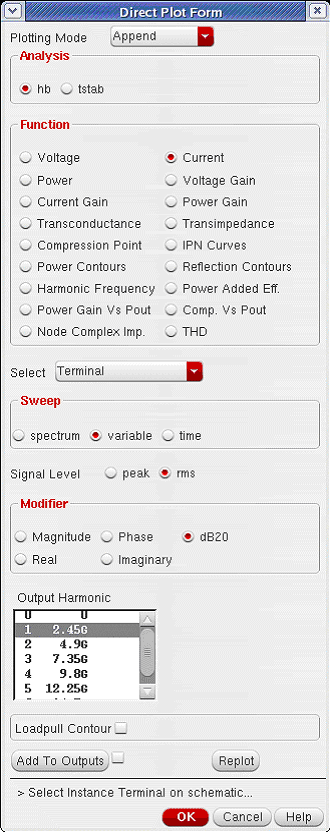 Direct Plot Form
Plotting Mode Append
Analysis
hb tstab
Function
Voltage Current
Power Voltage Gain
Current Gain Power Gain
Transconductance Transimpedance
Compression Point IPN Curves
Power Contours Reflection Contours
Harmonic Frequency Power Added Eff.
Power Gain Vs Pout Comp. Vs Pout
Node Complex Imp. THD
Select Terminal
Sweep
spectrum variable time
Signal Level peak rms
Modifier
Magnitude Phase dB20
Real Imaginary
Output Harmonic
0 0
1 2.45G
2 4.9G
3 7.35G
4 9.8G
5 12.25G
Loadpull Contour
Add To Outputs Replot
> Select Instance Terminal on schematic...
OK Cancel Help